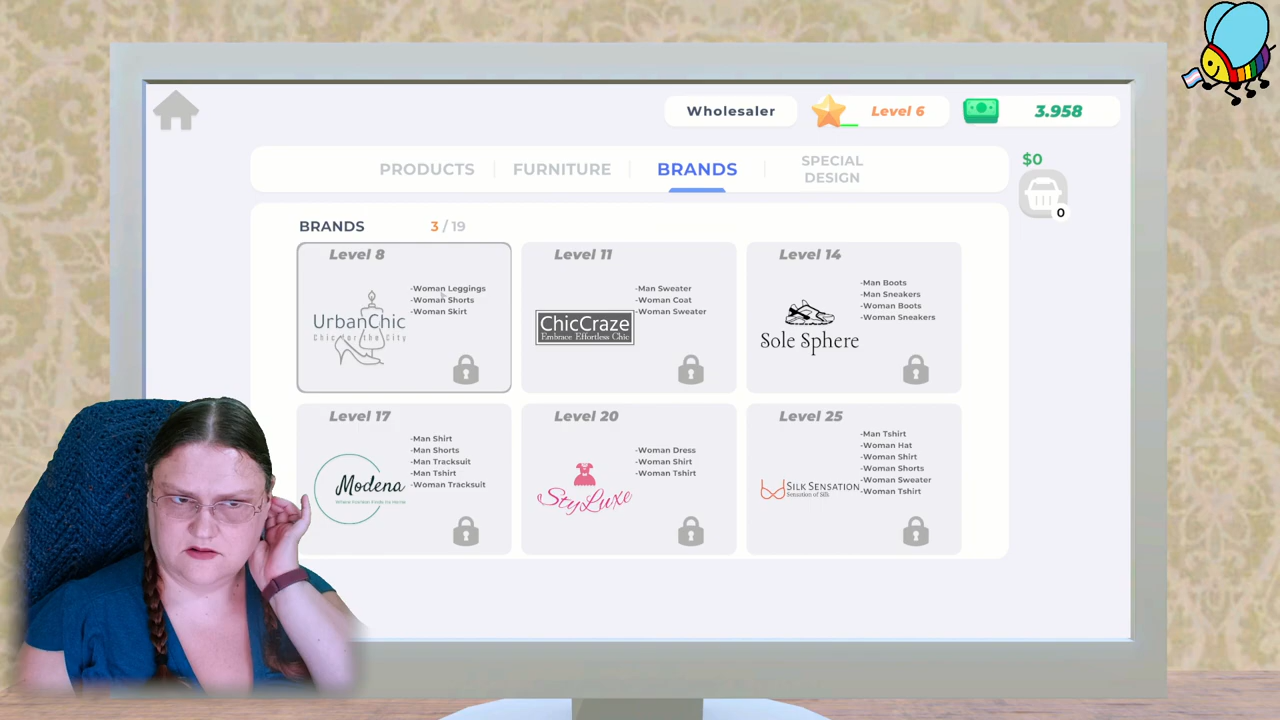 Wholesaler
Level 6
3.958
PRODUCTS
FURNITURE
BRANDS
SPECIAL
DESIGN
$0
0
BRANDS 3 / 19
Level 8
-Woman Leggings
-Woman Shorts
-Woman Skirt
UrbanChic
Chic for the City
Level 11
-Man Sweater
-Woman Coat
-Woman Sweater
ChicCraze
Embrace Effortless Chic
Level 14
-Man Boots
-Man Sneakers
-Woman Boots
-Woman Sneakers
Sole Sphere
Level 17
-Man Shirt
-Man Shorts
-Man Tracksuit
-Man Tshirt
-Woman Tracksuit
Modena
Level 20
-Woman Dress
-Woman Shirt
-Woman Tshirt
StyLuxe
Level 25
-Man Tshirt
-Woman Hat
-Woman Shirt
-Woman Shorts
-Woman Sweater
-Woman Tshirt
SILK SENSATION
Sensation of Silk